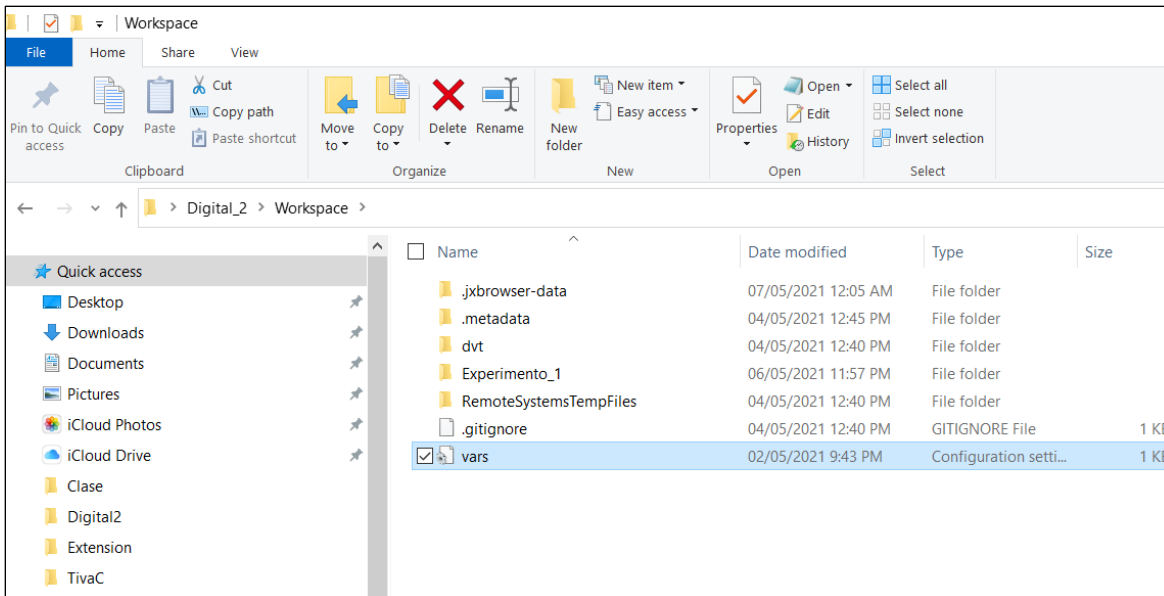 Workspace
File Home Share View
Pin to Quick access
Copy
Paste
Cut
Copy path
Paste shortcut
Clipboard
Move to
Copy to
Delete
Rename
Organize
New folder
New item
Easy access
New
Properties
Open
Edit
History
Open
Select all
Select none
Invert selection
Select
Digital_2 > Workspace >
Name Date modified Type Size
Quick access
Desktop
Downloads
Documents
Pictures
iCloud Photos
iCloud Drive
Clase
Digital2
Extension
TivaC
.jxbrowser-data 07/05/2021 12:05 AM File folder
.metadata 04/05/2021 12:45 PM File folder
dvt 04/05/2021 12:40 PM File folder
Experimento_1 06/05/2021 11:57 PM File folder
RemoteSystemsTempFiles 04/05/2021 12:40 PM File folder
.gitignore 04/05/2021 12:40 PM GITIGNORE File 1 KB
vars 02/05/2021 9:43 PM Configuration setti... 1 KB